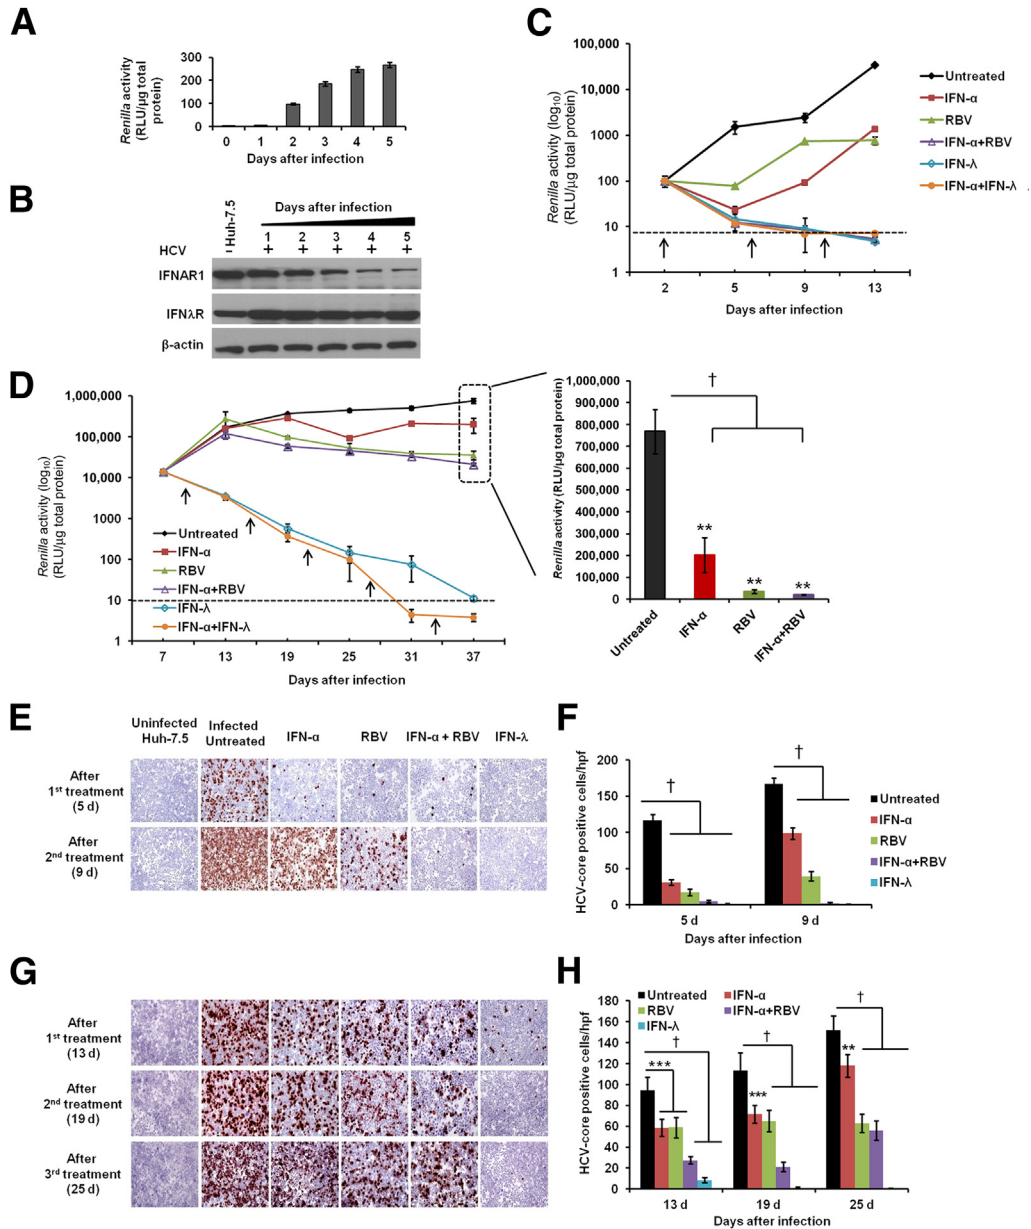 A
Renilla activity
(RLU/µg total
protein)
300
200
100
0
0 1 2 3 4 5
Days after infection
B
Huh-7.5
Days after infection
1 2 3 4 5
HCV - + + + + +
IFNAR1
IFNλR
β-actin
C
Renilla activity (log10)
(RLU/µg total protein)
100,000
10,000
1000
100
10
1
2 5 9 13
Days after infection
Untreated
IFN-α
RBV
IFN-α+RBV
IFN-λ
IFN-α+IFN-λ
D
Renilla activity (log10)
(RLU/µg total protein)
1,000,000
100,000
10,000
1000
100
10
1
7 13 19 25 31 37
Days after infection
Untreated
IFN-α
RBV
IFN-α+RBV
IFN-λ
IFN-α+IFN-λ
Renilla activity (RLU/µg total protein)
1,000,000
900,000
800,000
700,000
600,000
500,000
400,000
300,000
200,000
100,000
0
†
** ** **
Untreated
IFN-α
RBV
IFN-α+RBV
E
Uninfected
Huh-7.5
Infected
Untreated
IFN-α
RBV
IFN-α + RBV
IFN-λ
After
1st treatment
(5 d)
After
2nd treatment
(9 d)
F
HCV-core positive cells/hpf
200
150
100
50
0
† †
5 d 9 d
Days after infection
Untreated
IFN-α
RBV
IFN-α+RBV
IFN-λ
G
After
1st treatment
(13 d)
After
2nd treatment
(19 d)
After
3rd treatment
(25 d)
H
HCV-core positive cells/hpf
180
160
140
120
100
80
60
40
20
0
Untreated
IFN-α
RBV
IFN-α+RBV
IFN-λ
†
***
†
***
†
**
13 d 19 d 25 d
Days after infection